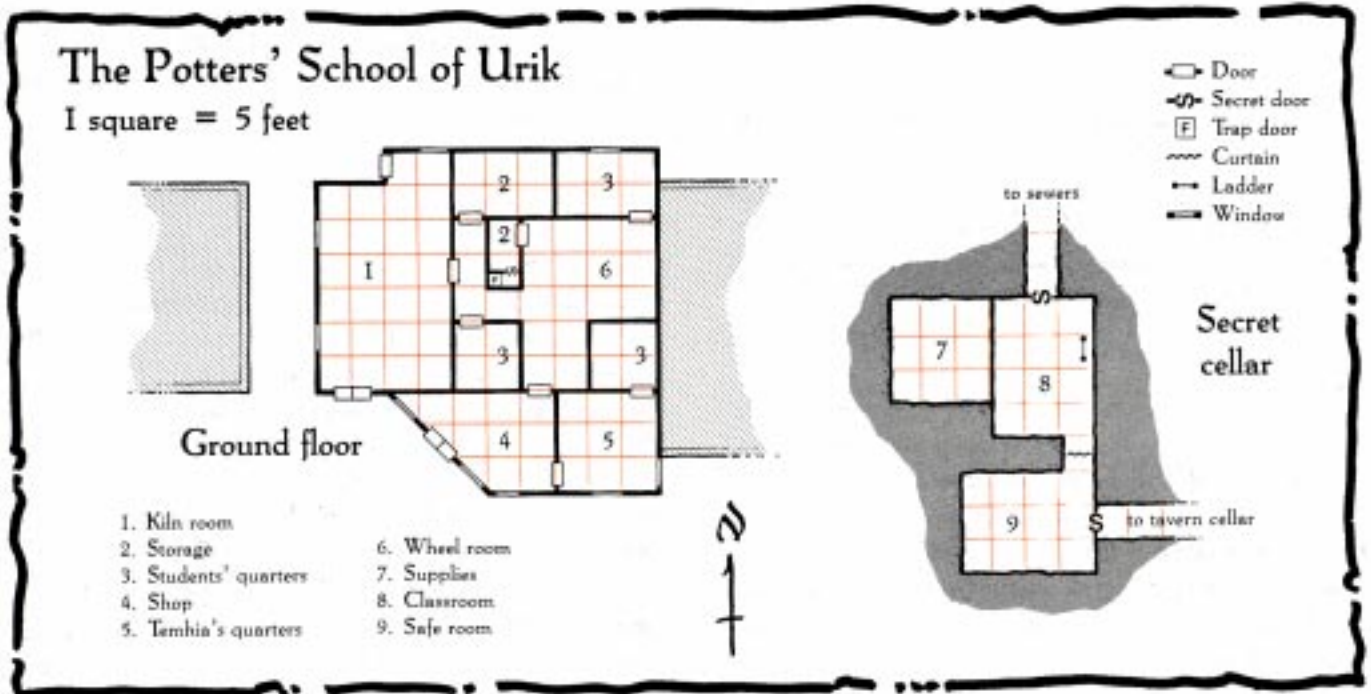 The Potters' School of Urik
1 square = 5 feet
Door
Secret door
F Trap door
Curtain
Ladder
Window
2
3
2
1
6
F
S
3
3
4
5
Ground floor
to sewers
S
7
8
9
S
to tavern cellar
Secret
cellar
1. Kiln room
2. Storage
3. Students' quarters
4. Shop
5. Temhia's quarters
6. Wheel room
7. Supplies
8. Classroom
9. Safe room
N